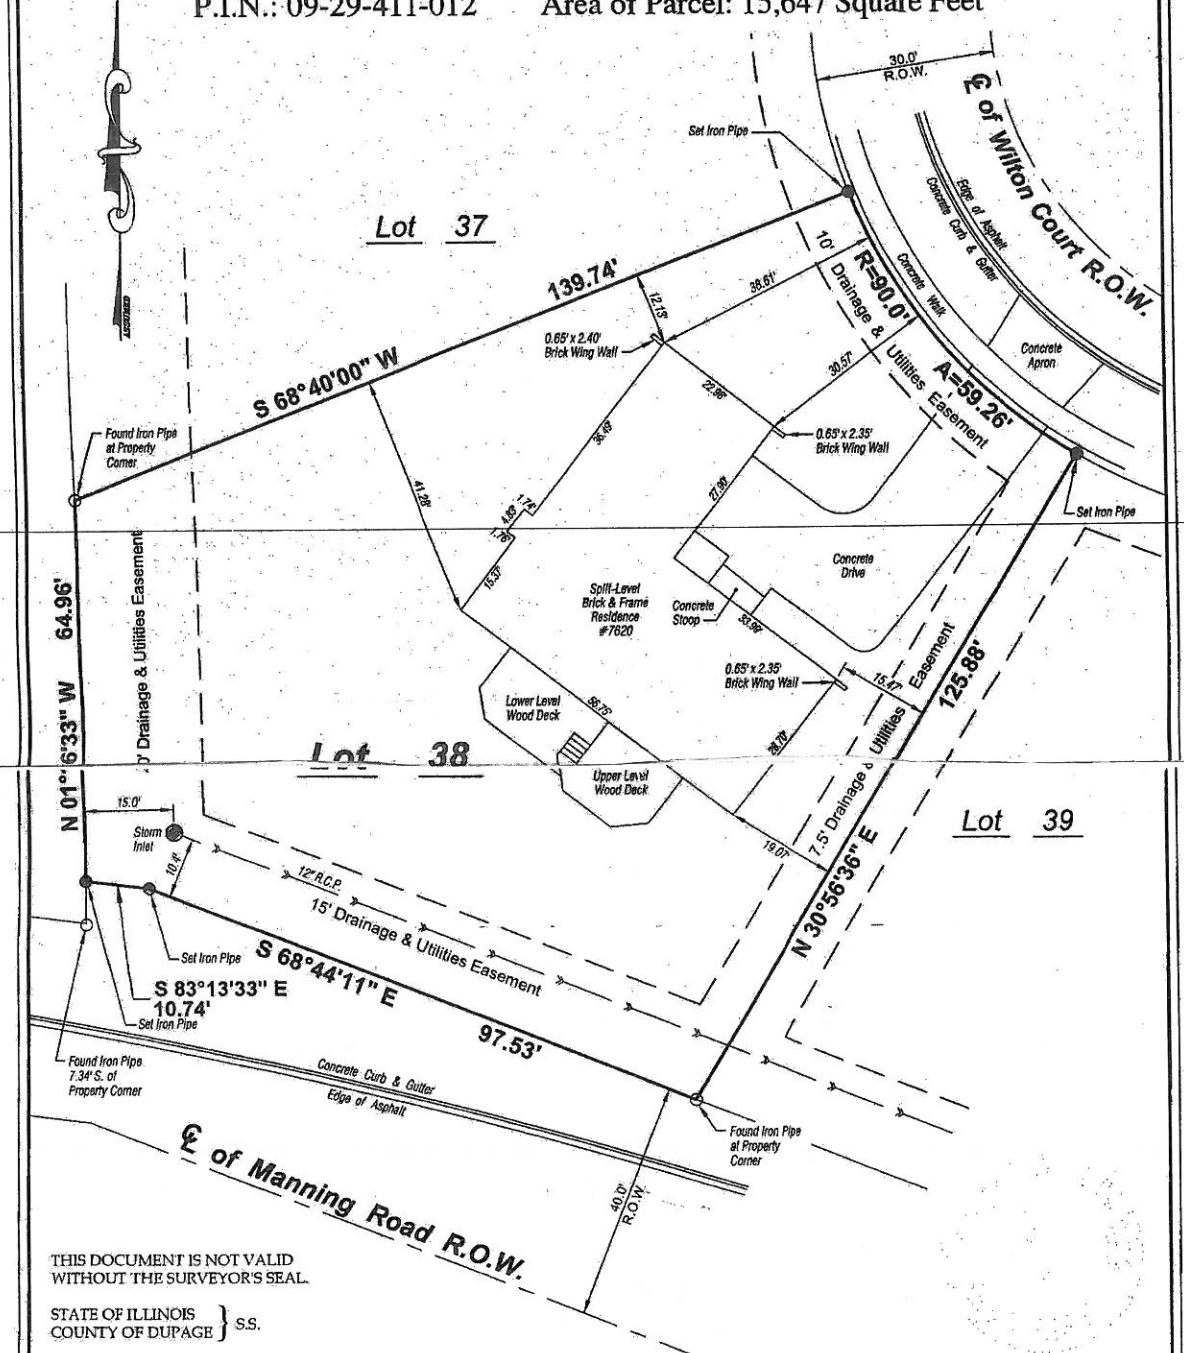 P.I.N.: 09-29-411-012 Area of Parcel: 15,647 Square Feet
30.0'
R.O.W.
℄ of Wilton Court R.O.W.
Set Iron Pipe
Edge of Asphalt
Concrete Curb & Gutter
Concrete Walk
Lot 37
10'
Drainage & Utilities Easement
R=90.0'
A=59.26'
139.74'
S 68°40'00" W
12.13'
38.61'
ASSUMED
0.65' x 2.40'
Brick Wing Wall
Concrete
Apron
30.57'
22.86'
0.65' x 2.35'
Brick Wing Wall
36.49'
Found Iron Pipe
at Property
Corner
41.28'
27.90'
1.74'
4.83'
1.76'
15.37'
Set Iron Pipe
Concrete
Drive
Split-Level
Brick & Frame
Residence
#7620
Concrete
Stoop
33.99'
64.96'
Drainage & Utilities Easement
0.65' x 2.35'
Brick Wing Wall
15.47'
125.88'
Lower Level
Wood Deck
56.75'
28.70'
Lot 38
Upper Level
Wood Deck
7.5' Drainage & Utilities Easement
Lot 39
15.0'
Storm
Inlet
10.4'
12" R.C.P.
19.07'
N 30°56'36" E
15' Drainage & Utilities Easement
Set Iron Pipe
S 68°44'11" E
97.53'
S 83°13'33" E
10.74'
Set Iron Pipe
Found Iron Pipe
7.34' S. of
Property Corner
Concrete Curb & Gutter
Edge of Asphalt
Found Iron Pipe
at Property
Corner
40.0'
R.O.W.
℄ of Manning Road R.O.W.
THIS DOCUMENT IS NOT VALID
WITHOUT THE SURVEYOR'S SEAL.
STATE OF ILLINOIS
COUNTY OF DUPAGE } S.S.